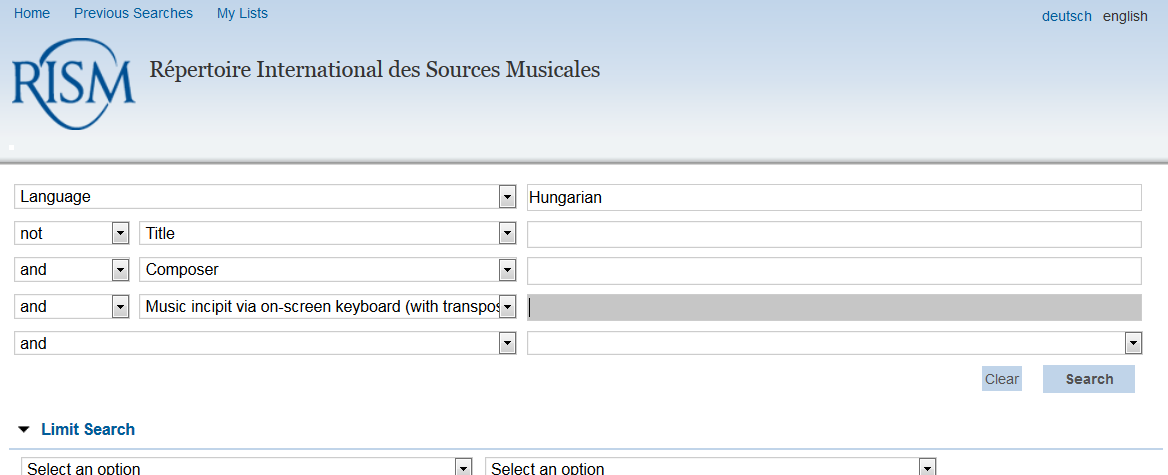 Home Previous Searches My Lists deutsch english
RISM Répertoire International des Sources Musicales
Language Hungarian
not Title
and Composer
and Music incipit via on-screen keyboard (with transpos
and
Clear Search
Limit Search
Select an option Select an option